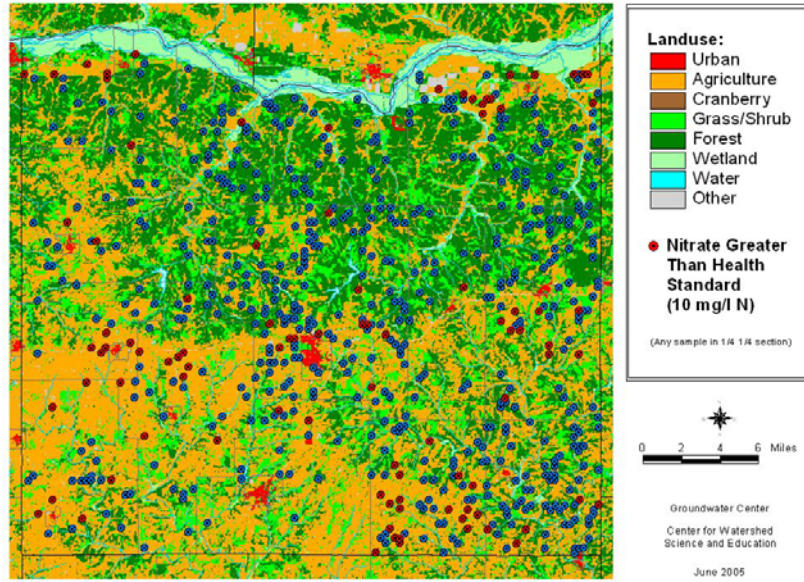 Landuse:
Urban
Agriculture
Cranberry
Grass/Shrub
Forest
Wetland
Water
Other
Nitrate Greater
Than Health
Standard
(10 mg/l N)
(Any sample in 1/4 1/4 section)
0 2 4 6 Miles
Groundwater Center
Center for Watershed
Science and Education
June 2005